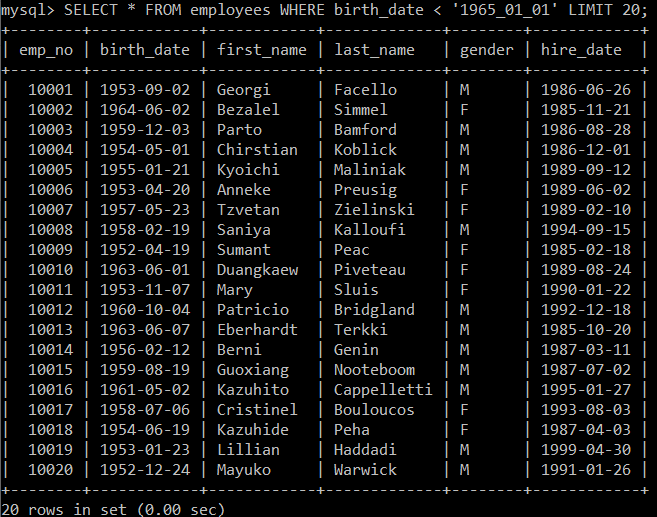 mysql> SELECT * FROM employees WHERE birth_date < '1965_01_01' LIMIT 20;
+--------+------------+------------+-------------+--------+------------+
| emp_no | birth_date | first_name | last_name   | gender | hire_date  |
+--------+------------+------------+-------------+--------+------------+
|  10001 | 1953-09-02 | Georgi     | Facello     | M      | 1986-06-26 |
|  10002 | 1964-06-02 | Bezalel    | Simmel      | F      | 1985-11-21 |
|  10003 | 1959-12-03 | Parto      | Bamford     | M      | 1986-08-28 |
|  10004 | 1954-05-01 | Chirstian  | Koblick     | M      | 1986-12-01 |
|  10005 | 1955-01-21 | Kyoichi    | Maliniak    | M      | 1989-09-12 |
|  10006 | 1953-04-20 | Anneke     | Preusig     | F      | 1989-06-02 |
|  10007 | 1957-05-23 | Tzvetan    | Zielinski   | F      | 1989-02-10 |
|  10008 | 1958-02-19 | Saniya     | Kalloufi    | M      | 1994-09-15 |
|  10009 | 1952-04-19 | Sumant     | Peac        | F      | 1985-02-18 |
|  10010 | 1963-06-01 | Duangkaew  | Piveteau    | F      | 1989-08-24 |
|  10011 | 1953-11-07 | Mary       | Sluis       | F      | 1990-01-22 |
|  10012 | 1960-10-04 | Patricio   | Bridgland   | M      | 1992-12-18 |
|  10013 | 1963-06-07 | Eberhardt  | Terkki      | M      | 1985-10-20 |
|  10014 | 1956-02-12 | Berni      | Genin       | M      | 1987-03-11 |
|  10015 | 1959-08-19 | Guoxiang   | Nooteboom   | M      | 1987-07-02 |
|  10016 | 1961-05-02 | Kazuhito   | Cappelletti | M      | 1995-01-27 |
|  10017 | 1958-07-06 | Cristinel  | Bouloucos   | F      | 1993-08-03 |
|  10018 | 1954-06-19 | Kazuhide   | Peha        | F      | 1987-04-03 |
|  10019 | 1953-01-23 | Lillian    | Haddadi     | M      | 1999-04-30 |
|  10020 | 1952-12-24 | Mayuko     | Warwick     | M      | 1991-01-26 |
+--------+------------+------------+-------------+--------+------------+
20 rows in set (0.00 sec)